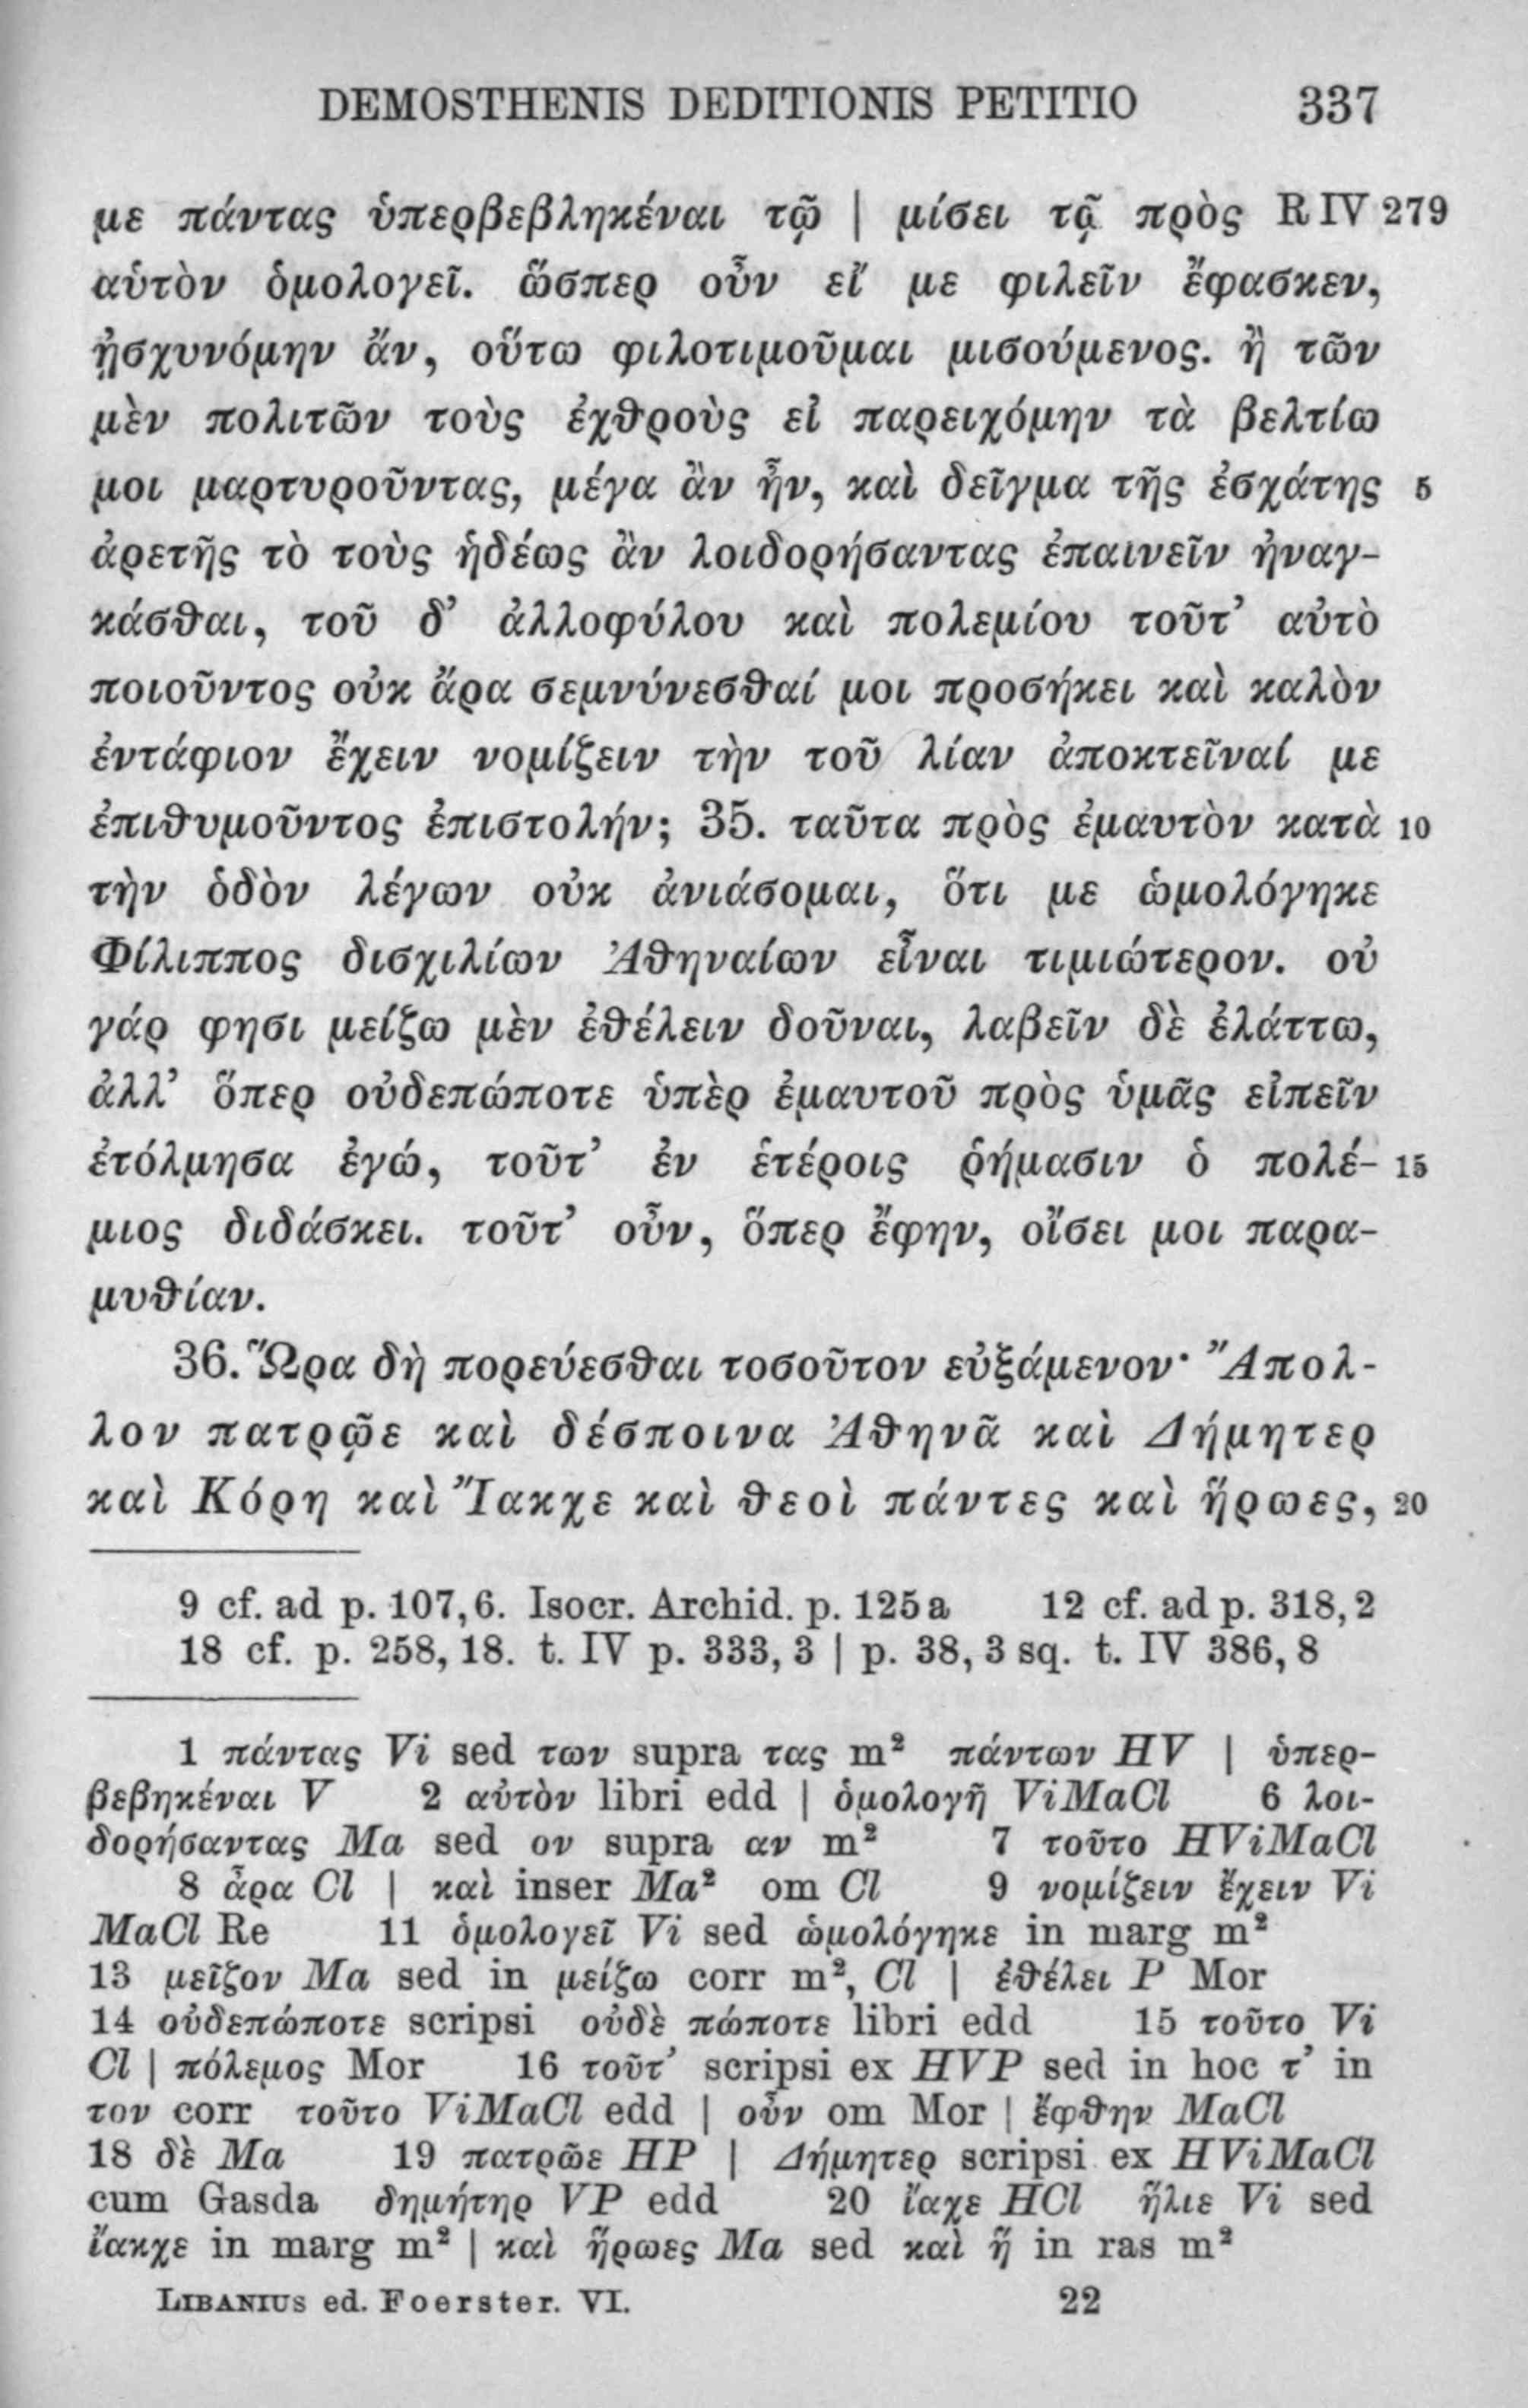 DEMOSTHENIS DEDITIONIS PETITIO 337
με πάντας ὑπερβεβληκέναι τῷ | μίσει τῷ πρὸς R IV 279
αὑτὸν ὁμολογεῖ. ὥσπερ οὖν εἴ με φιλεῖν ἔφασκεν,
ᾐσχυνόμην ἄν, οὕτω φιλοτιμοῦμαι μισούμενος. ἢ τῶν
μὲν πολιτῶν τοὺς ἐχθροὺς εἰ παρειχόμην τὰ βελτίω
μοι μαρτυροῦντας, μέγα ἂν ἦν, καὶ δεῖγμα τῆς ἐσχάτης 5
ἀρετῆς τὸ τοὺς ἡδέως ἂν λοιδορήσαντας ἐπαινεῖν ἠναγ-
κάσθαι, τοῦ δ’ ἀλλοφύλου καὶ πολεμίου τοῦτ’ αὐτὸ
ποιοῦντος οὐκ ἄρα σεμνύνεσθαί μοι προσήκει καὶ καλὸν
ἐντάφιον ἔχειν νομίζειν τὴν τοῦ λίαν ἀποκτεῖναί με
ἐπιθυμοῦντος ἐπιστολήν; 35. ταῦτα πρὸς ἐμαυτὸν κατὰ 10
τὴν ὁδὸν λέγων οὐκ ἀνιάσομαι, ὅτι με ὡμολόγηκε
Φίλιππος δισχιλίων Ἀθηναίων εἶναι τιμιώτερον. οὐ
γάρ φησι μείζω μὲν ἐθέλειν δοῦναι, λαβεῖν δὲ ἐλάττω,
ἀλλ’ ὅπερ οὐδεπώποτε ὑπὲρ ἐμαυτοῦ πρὸς ὑμᾶς εἰπεῖν
ἐτόλμησα ἐγώ, τοῦτ’ ἐν ἑτέροις ῥήμασιν ὁ πολέ- 15
μιος διδάσκει. τοῦτ’ οὖν, ὅπερ ἔφην, οἴσει μοι παρα-
μυθίαν.
36. Ὥρα δὴ πορεύεσθαι τοσοῦτον εὐξάμενον· Ἄπολ-
λον πατρῷε καὶ δέσποινα Ἀθηνᾶ καὶ Δήμητερ
καὶ Κόρη καὶ Ἴακχε καὶ θεοὶ πάντες καὶ ἥρωες, 20
9 cf. ad p. 107, 6. Isocr. Archid. p. 125 a 12 cf. ad p. 318, 2
18 cf. p. 258, 18. t. IV p. 333, 3 | p. 38, 3 sq. t. IV 386, 8
1 πάντας Vi sed των supra τας m² πάντων HV | ὑπερ-
βεβηκέναι V 2 αὐτὸν libri edd | ὁμολογῆ ViMaCl 6 λοι-
δορήσαντας Ma sed ον supra αν m² 7 τοῦτο HViMaCl
8 ἆρα Cl | καὶ inser Ma² om Cl 9 νομίζειν ἔχειν Vi
MaCl Re 11 ὁμολογεῖ Vi sed ὡμολόγηκε in marg m²
13 μεῖζον Ma sed in μείζω corr m², Cl | ἐθέλει P Mor
14 οὐδεπώποτε scripsi οὐδὲ πώποτε libri edd 15 τοῦτο Vi
Cl | πόλεμος Mor 16 τοῦτ’ scripsi ex HVP sed in hoc τ’ in
τον corr τοῦτο ViMaCl edd | οὖν om Mor | ἔφθην MaCl
18 δὲ Ma 19 πατρῶε HP | Δήμητερ scripsi ex HViMaCl
cum Gasda δημήτηρ VP edd 20 ἴαχε HCl ἥλιε Vi sed
ἴακχε in marg m² | καὶ ἥρωες Ma sed καὶ ἥ in ras m²
LIBANIUS ed. Foerster. VI. 22